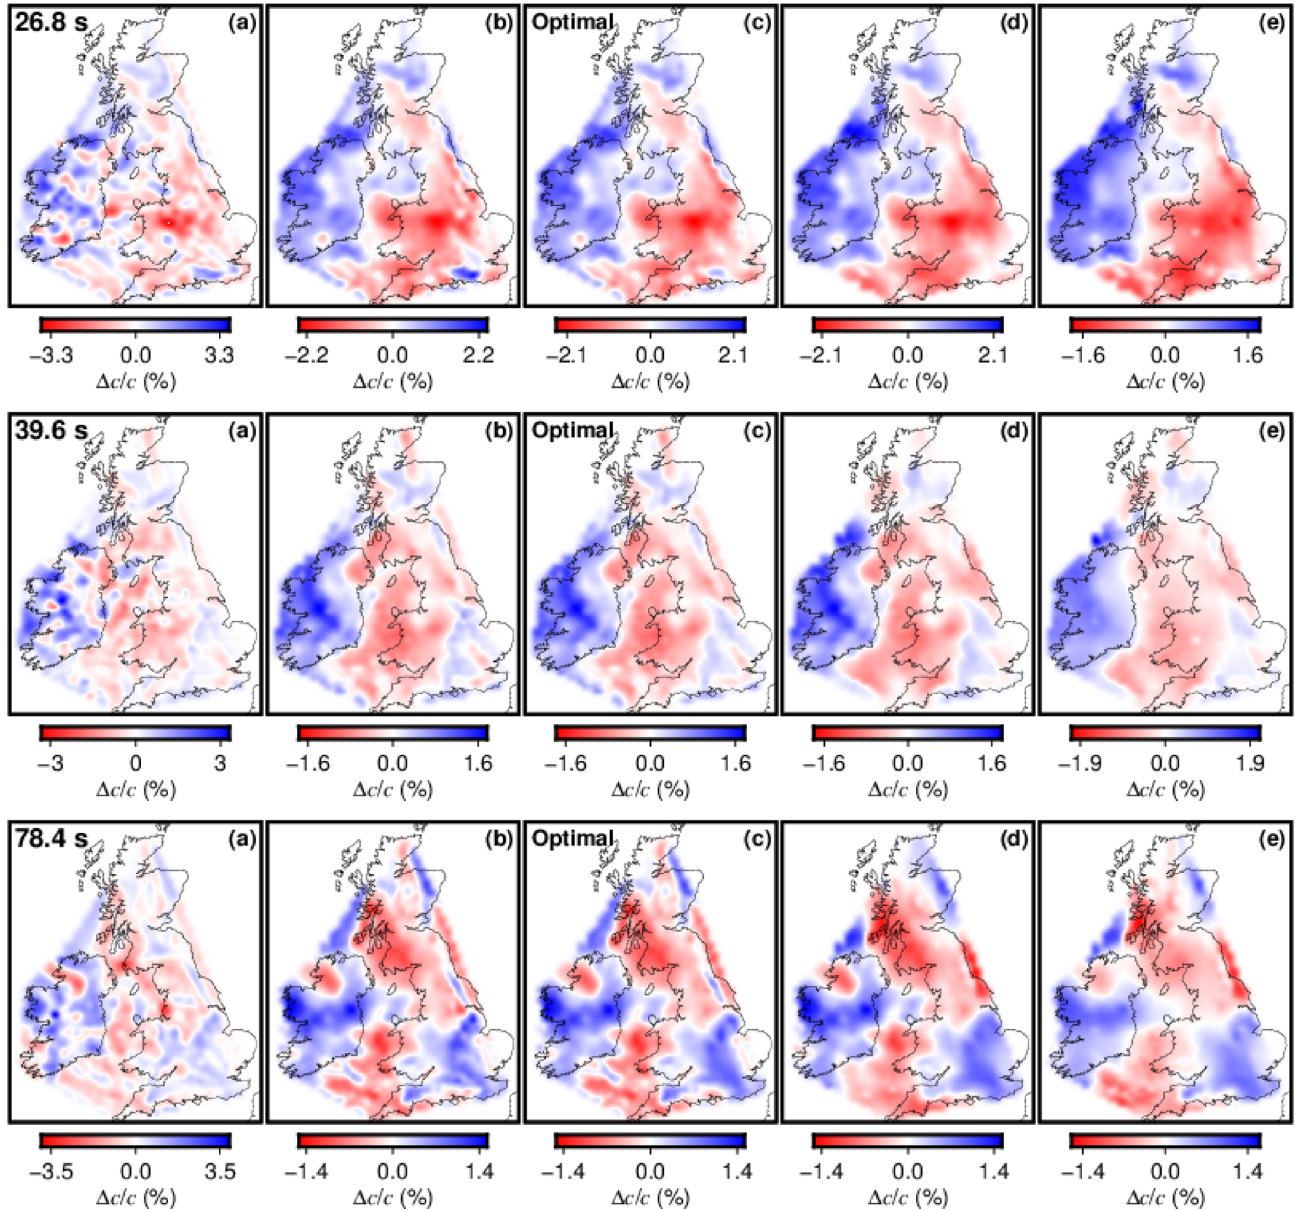 26.8 s (a) (b) Optimal (c) (d) (e)
−3.3 0.0 3.3 −2.2 0.0 2.2 −2.1 0.0 2.1 −2.1 0.0 2.1 −1.6 0.0 1.6
Δc/c (%) Δc/c (%) Δc/c (%) Δc/c (%) Δc/c (%)
39.6 s (a) (b) Optimal (c) (d) (e)
−3 0 3 −1.6 0.0 1.6 −1.6 0.0 1.6 −1.6 0.0 1.6 −1.9 0.0 1.9
Δc/c (%) Δc/c (%) Δc/c (%) Δc/c (%) Δc/c (%)
78.4 s (a) (b) Optimal (c) (d) (e)
−3.5 0.0 3.5 −1.4 0.0 1.4 −1.4 0.0 1.4 −1.4 0.0 1.4 −1.4 0.0 1.4
Δc/c (%) Δc/c (%) Δc/c (%) Δc/c (%) Δc/c (%)